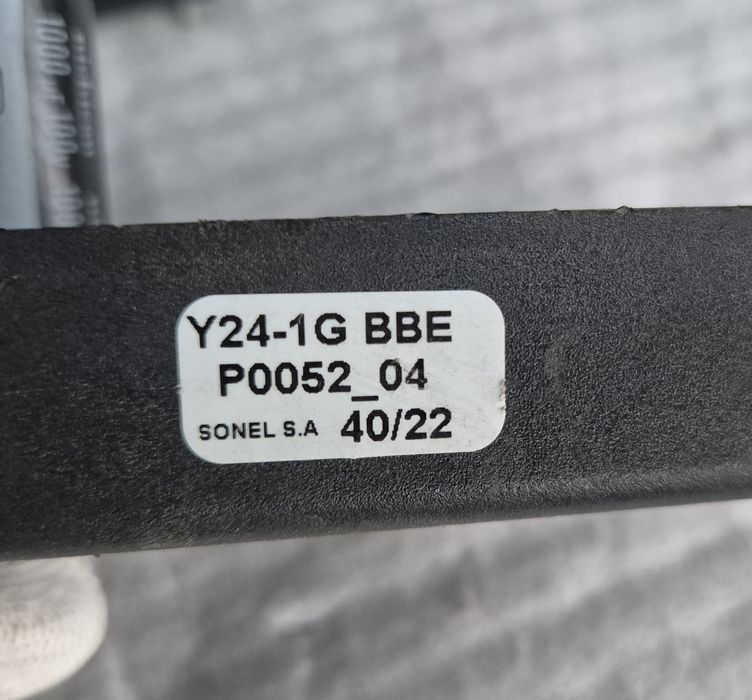 Y24-1G BBE
P0052_04
SONEL S.A 40/22